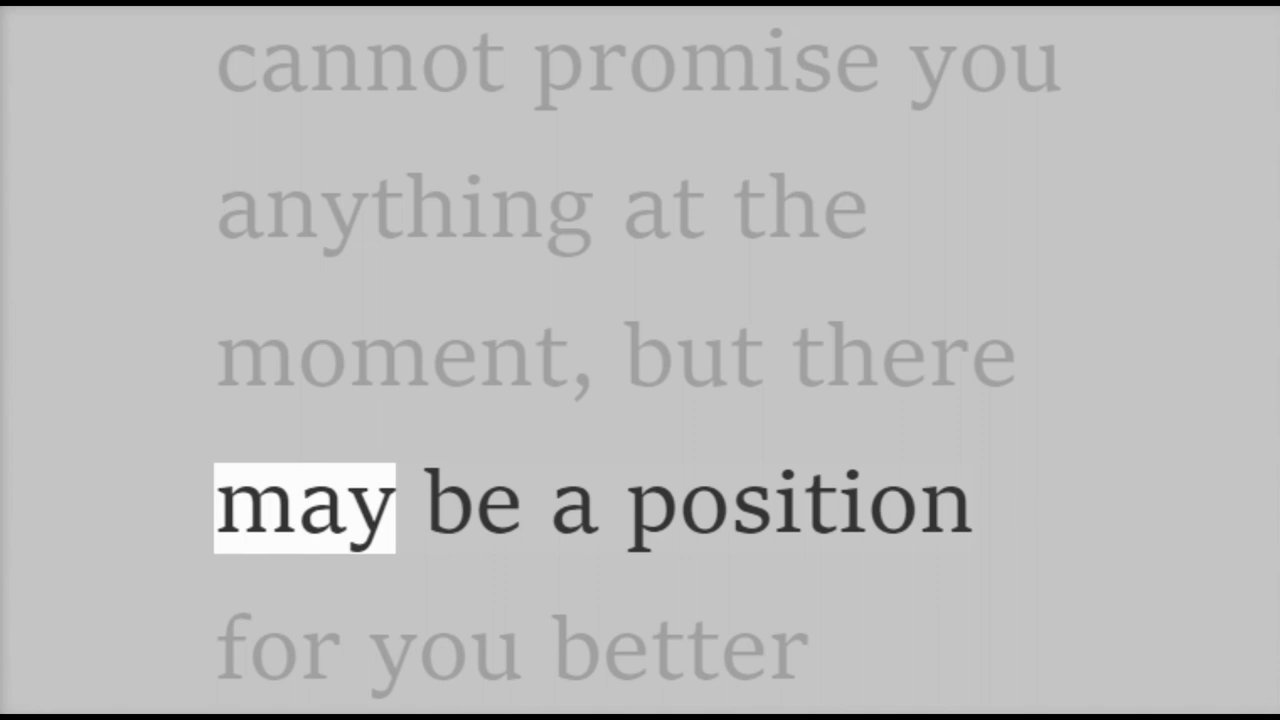 cannot promise you
anything at the
moment, but there
may be a position
for you better